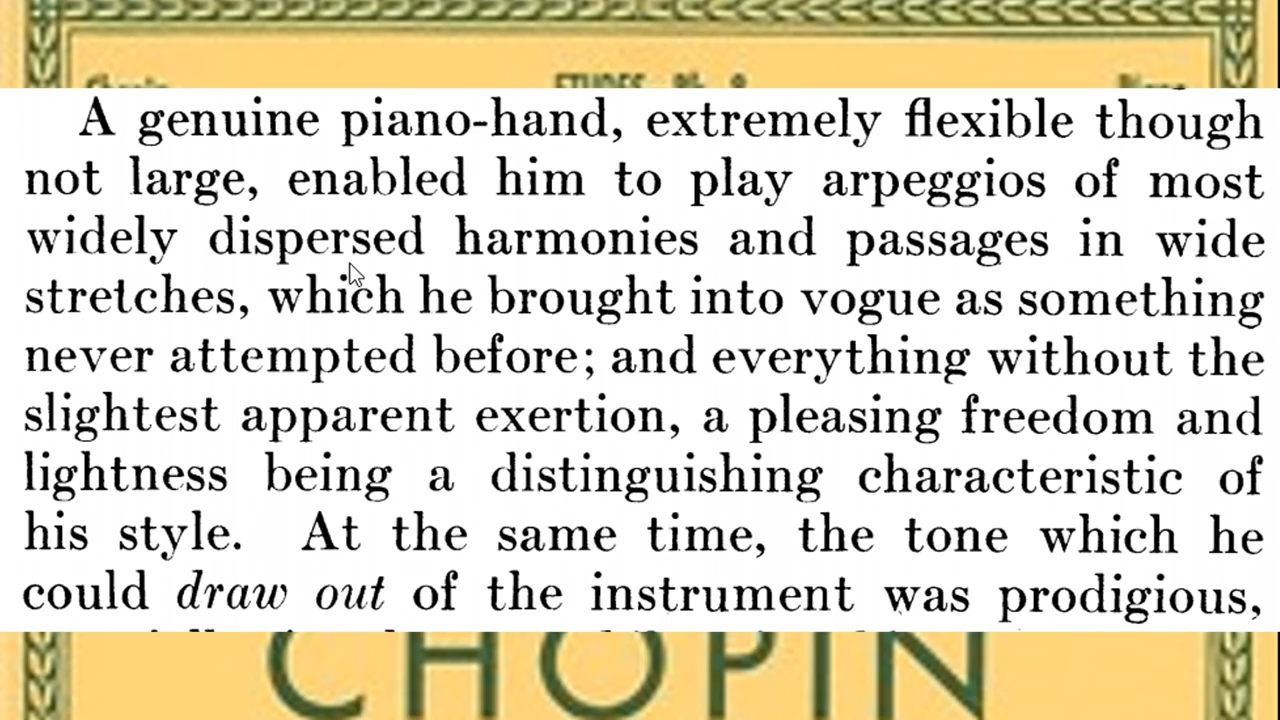 A genuine piano-hand, extremely flexible though
not large, enabled him to play arpeggios of most
widely dispersed harmonies and passages in wide
stretches, which he brought into vogue as something
never attempted before; and everything without the
slightest apparent exertion, a pleasing freedom and
lightness being a distinguishing characteristic of
his style. At the same time, the tone which he
could draw out of the instrument was prodigious,
CHOPIN